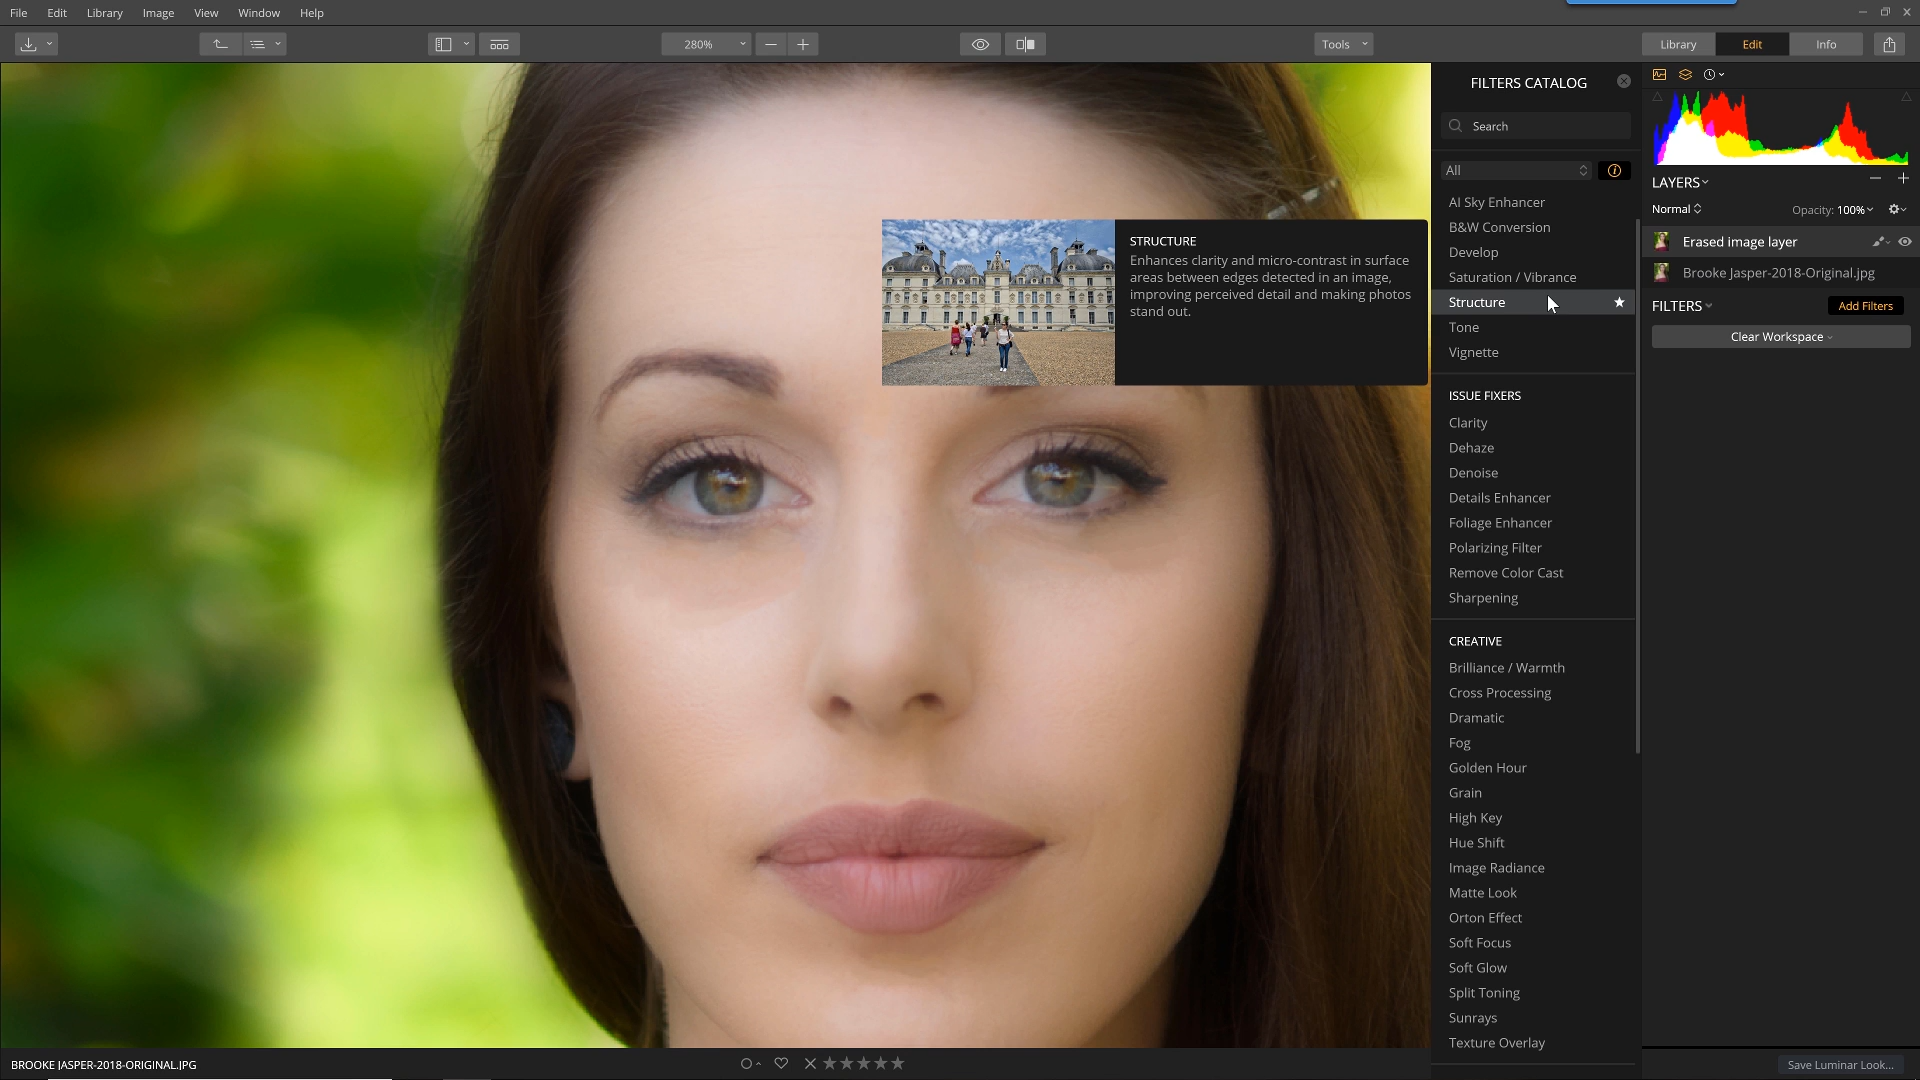 File Edit Library Image View Window Help
280% Tools Library Edit Info
FILTERS CATALOG
Search
All
AI Sky Enhancer
B&W Conversion
Develop
Saturation / Vibrance
Structure
Tone
Vignette
ISSUE FIXERS
Clarity
Dehaze
Denoise
Details Enhancer
Foliage Enhancer
Polarizing Filter
Remove Color Cast
Sharpening
CREATIVE
Brilliance / Warmth
Cross Processing
Dramatic
Fog
Golden Hour
Grain
High Key
Hue Shift
Image Radiance
Matte Look
Orton Effect
Soft Focus
Soft Glow
Split Toning
Sunrays
Texture Overlay
STRUCTURE
Enhances clarity and micro-contrast in surface
areas between edges detected in an image,
improving perceived detail and making photos
stand out.
LAYERS
Normal Opacity: 100%
Erased image layer
Brooke Jasper-2018-Original.jpg
FILTERS Add Filters
Clear Workspace
BROOKE JASPER-2018-ORIGINAL.JPG
Save Luminar Look...